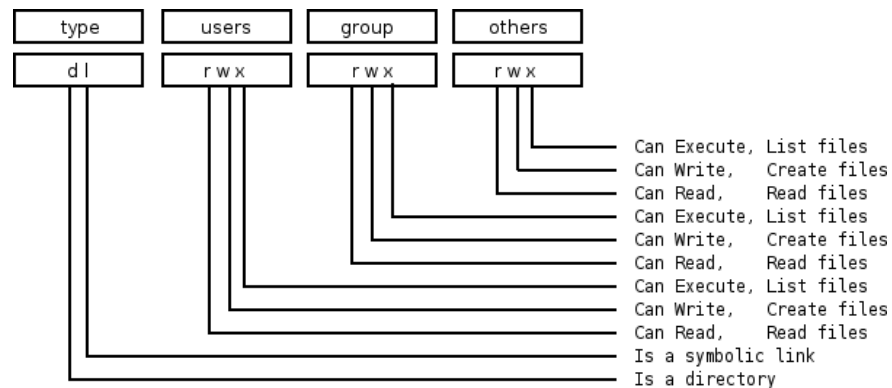 type users group others
d l r w x r w x r w x
Can Execute, List files
Can Write, Create files
Can Read, Read files
Can Execute, List files
Can Write, Create files
Can Read, Read files
Can Execute, List files
Can Write, Create files
Can Read, Read files
Is a symbolic link
Is a directory